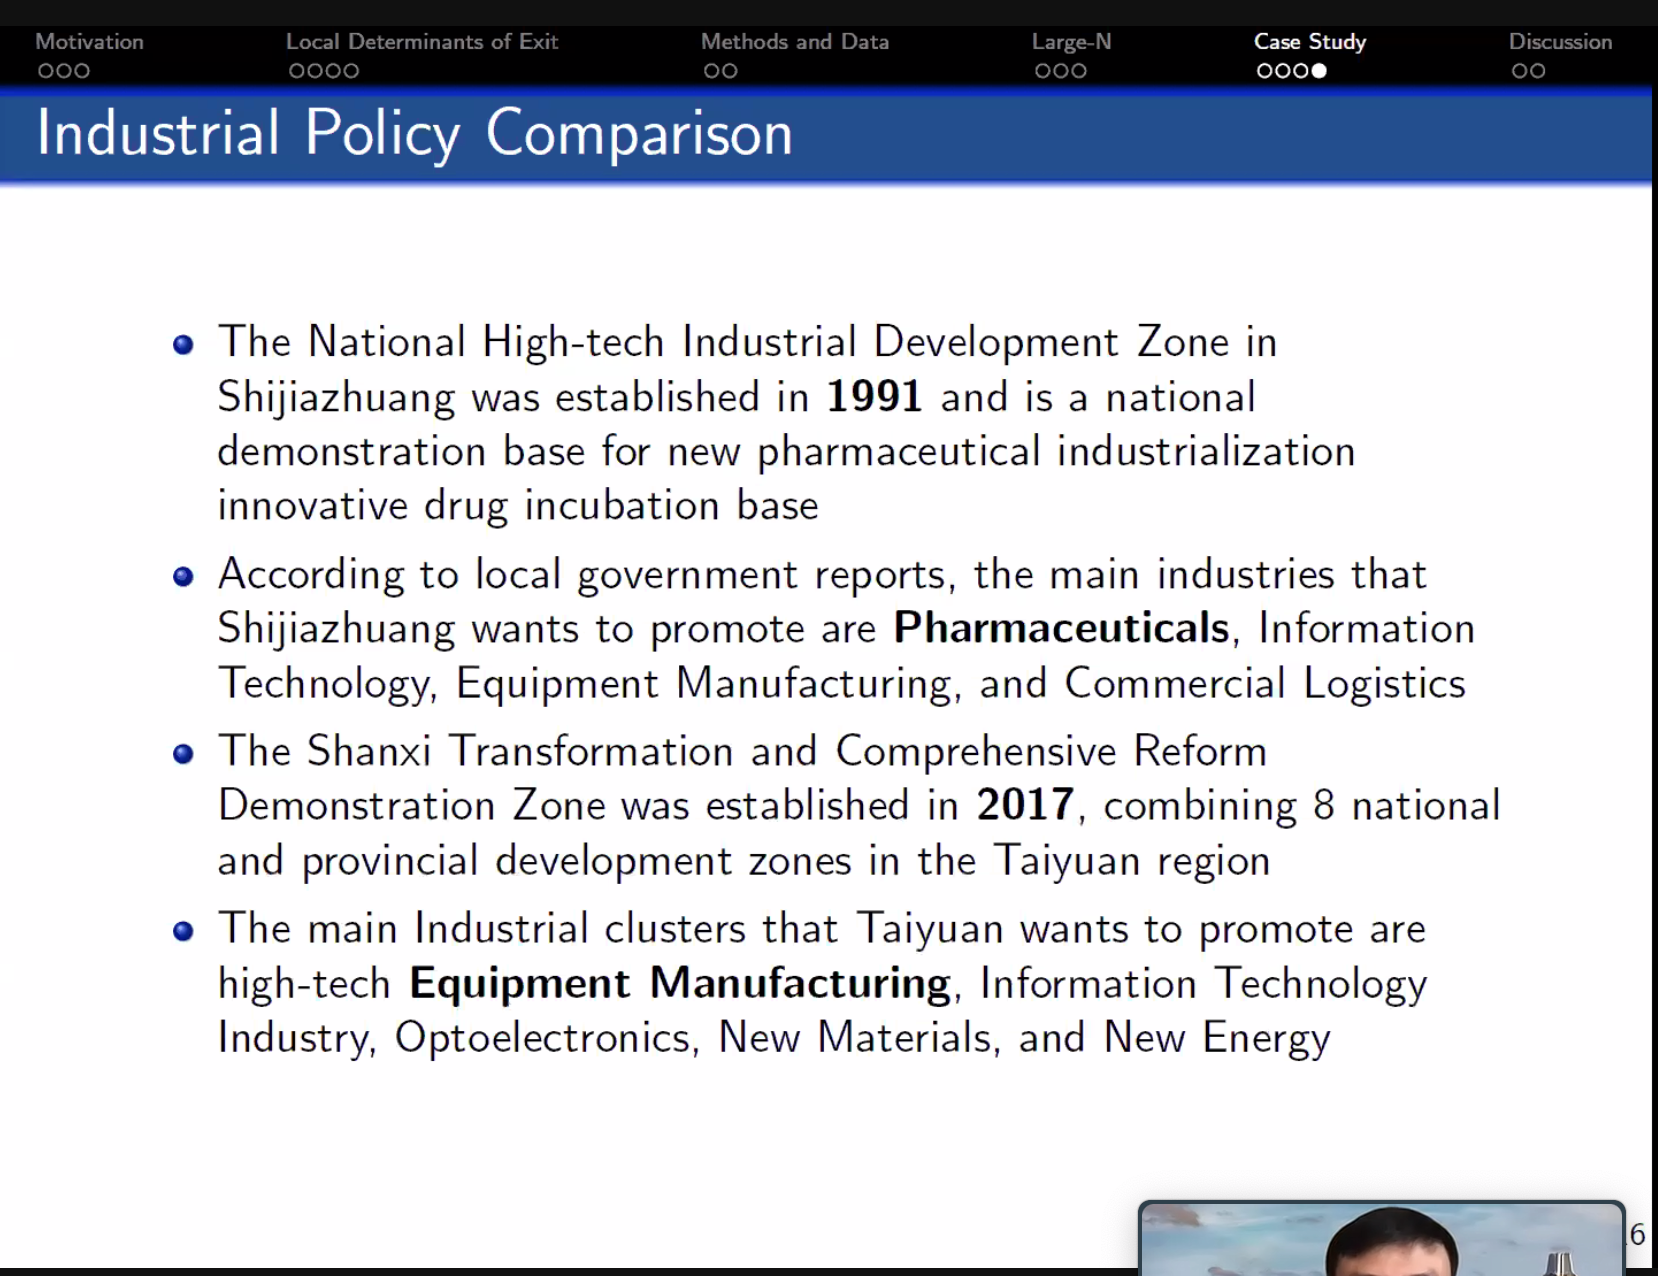 Motivation Local Determinants of Exit Methods and Data Large-N Case Study Discussion
Industrial Policy Comparison
The National High-tech Industrial Development Zone in
Shijiazhuang was established in 1991 and is a national
demonstration base for new pharmaceutical industrialization
innovative drug incubation base
According to local government reports, the main industries that
Shijiazhuang wants to promote are Pharmaceuticals, Information
Technology, Equipment Manufacturing, and Commercial Logistics
The Shanxi Transformation and Comprehensive Reform
Demonstration Zone was established in 2017, combining 8 national
and provincial development zones in the Taiyuan region
The main Industrial clusters that Taiyuan wants to promote are
high-tech Equipment Manufacturing, Information Technology
Industry, Optoelectronics, New Materials, and New Energy